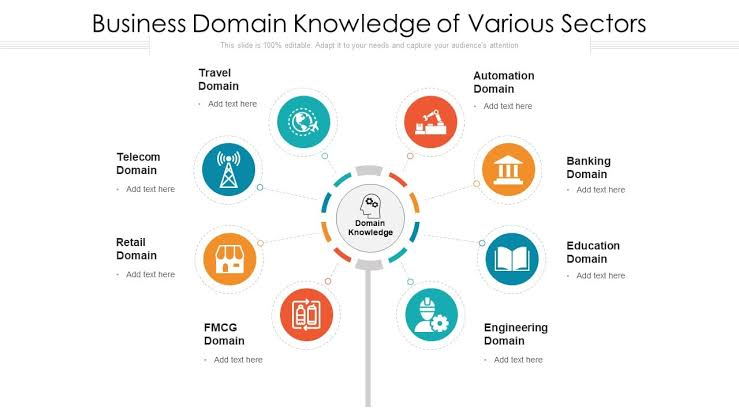 Business Domain Knowledge of Various Sectors
This slide is 100% editable. Adapt it to your needs and capture your audience's attention
Travel
Domain
• Add text here
Automation
Domain
• Add text here
Telecom
Domain
• Add text here
Banking
Domain
• Add text here
Domain
Knowledge
Retail
Domain
• Add text here
Education
Domain
• Add text here
FMCG
Domain
• Add text here
Engineering
Domain
• Add text here